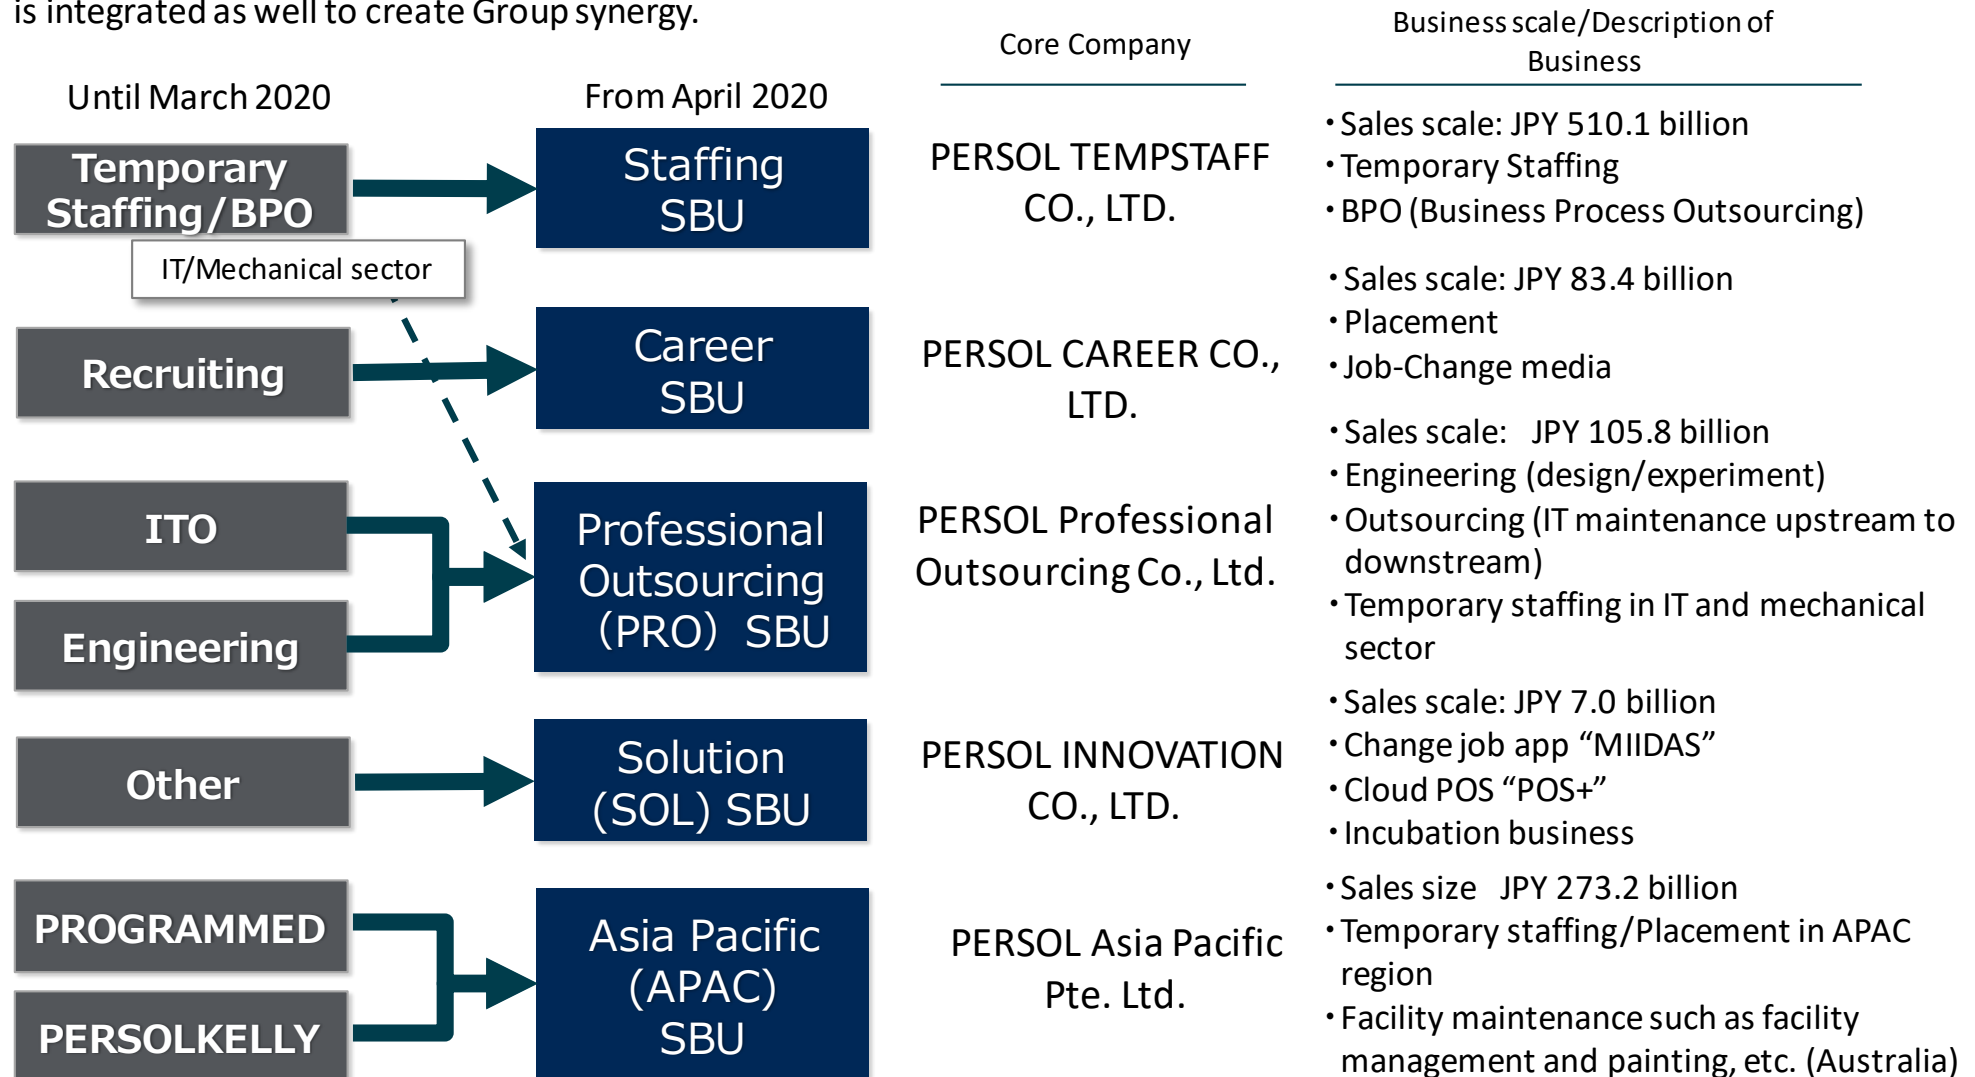 is integrated as well to create Group synergy.
Core Company
Business scale/Description of
Business
Until March 2020
From April 2020
Temporary
Staffing/BPO
IT/Mechanical sector
Staffing
SBU
PERSOL TEMPSTAFF
CO., LTD.
・Sales scale: JPY 510.1 billion
・Temporary Staffing
・BPO (Business Process Outsourcing)
Recruiting
Career
SBU
PERSOL CAREER CO.,
LTD.
・Sales scale: JPY 83.4 billion
・Placement
・Job-Change media
ITO
Engineering
Professional
Outsourcing
(PRO) SBU
PERSOL Professional
Outsourcing Co., Ltd.
・Sales scale: JPY 105.8 billion
・Engineering (design/experiment)
・Outsourcing (IT maintenance upstream to
downstream)
・Temporary staffing in IT and mechanical
sector
Other
Solution
(SOL) SBU
PERSOL INNOVATION
CO., LTD.
・Sales scale: JPY 7.0 billion
・Change job app “MIIDAS”
・Cloud POS “POS+”
・Incubation business
PROGRAMMED
PERSOLKELLY
Asia Pacific
(APAC)
SBU
PERSOL Asia Pacific
Pte. Ltd.
・Sales size JPY 273.2 billion
・Temporary staffing/Placement in APAC
region
・Facility maintenance such as facility
management and painting, etc. (Australia)